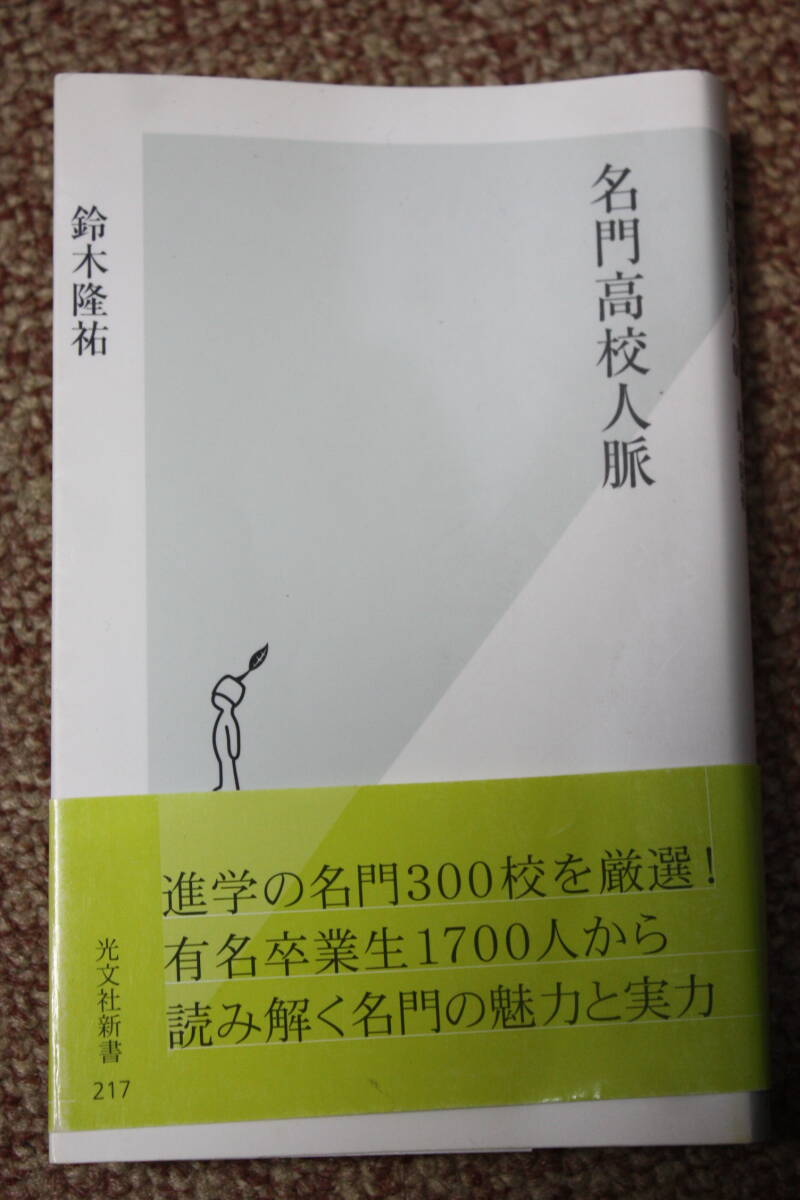 名門高校人脈
鈴木隆祐
進学の名門300校を厳選!
有名卒業生1700人から
読み解く名門の魅力と実力
光文社新書
217